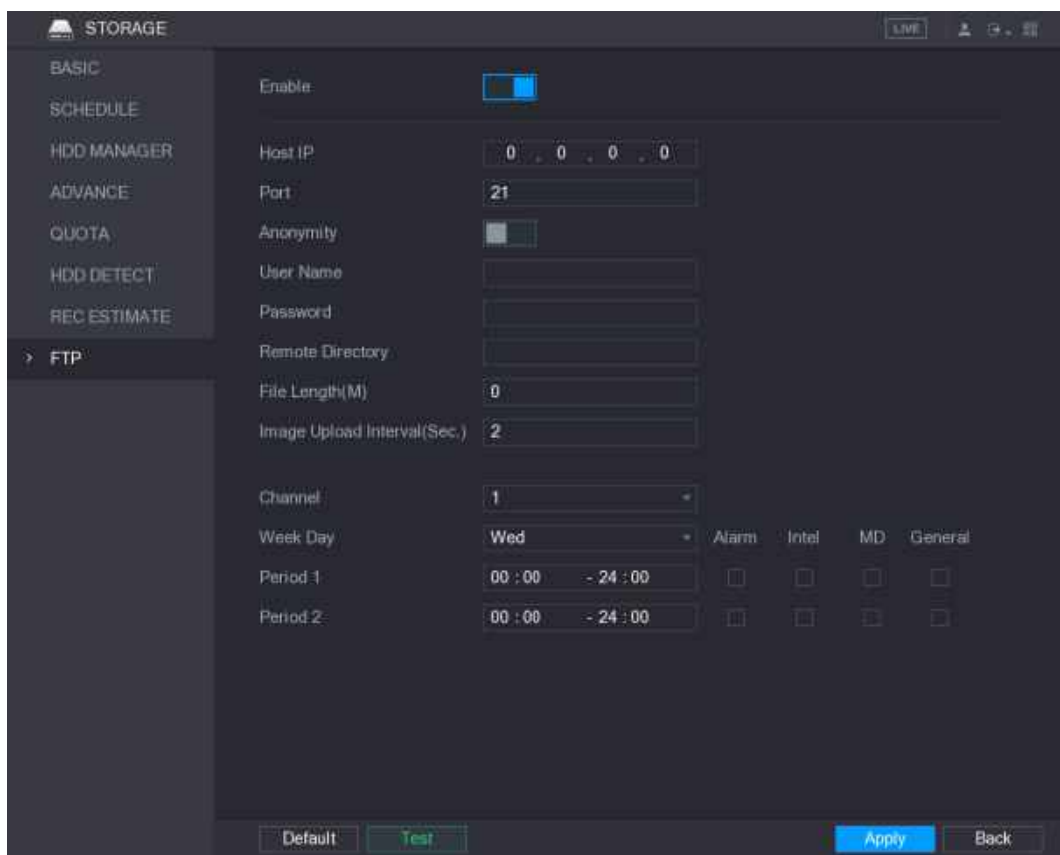 STORAGE LIVE
BASIC
SCHEDULE
HDD MANAGER
ADVANCE
QUOTA
HDD DETECT
REC ESTIMATE
> FTP
Enable
Host IP 0 . 0 . 0 . 0
Port 21
Anonymity
User Name
Password
Remote Directory
File Length(M) 0
Image Upload Interval(Sec.) 2
Channel 1
Week Day Wed Alarm Intel MD General
Period 1 00 : 00 - 24 : 00
Period 2 00 : 00 - 24 : 00
Default Test Apply Back